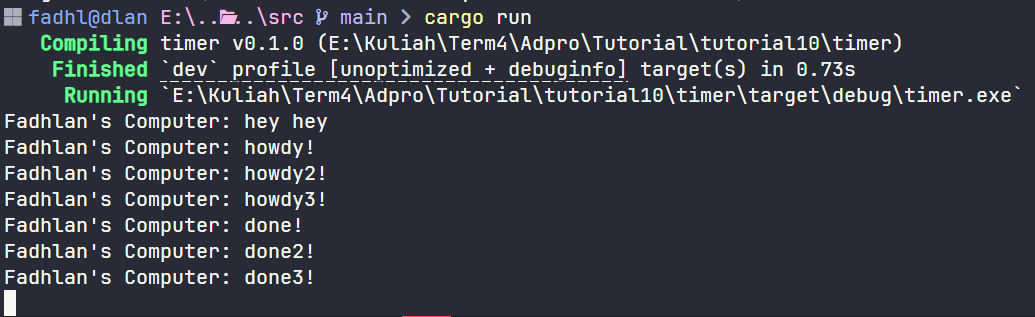 fadhl@dlan E:\..\..\src main > cargo run
Compiling timer v0.1.0 (E:\Kuliah\Term4\Adpro\Tutorial\tutorial10\timer)
Finished `dev` profile [unoptimized + debuginfo] target(s) in 0.73s
Running `E:\Kuliah\Term4\Adpro\Tutorial\tutorial10\timer\target\debug\timer.exe`
Fadhlan's Computer: hey hey
Fadhlan's Computer: howdy!
Fadhlan's Computer: howdy2!
Fadhlan's Computer: howdy3!
Fadhlan's Computer: done!
Fadhlan's Computer: done2!
Fadhlan's Computer: done3!